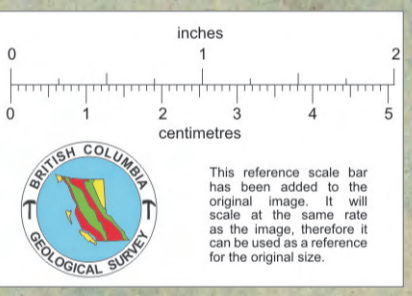 inches
0 1 2
0 1 2 3 4 5
centimetres
BRITISH COLUMBIA
GEOLOGICAL SURVEY
This reference scale bar
has been added to the
original image. It will
scale at the same rate
as the image, therefore it
can be used as a reference
for the original size.